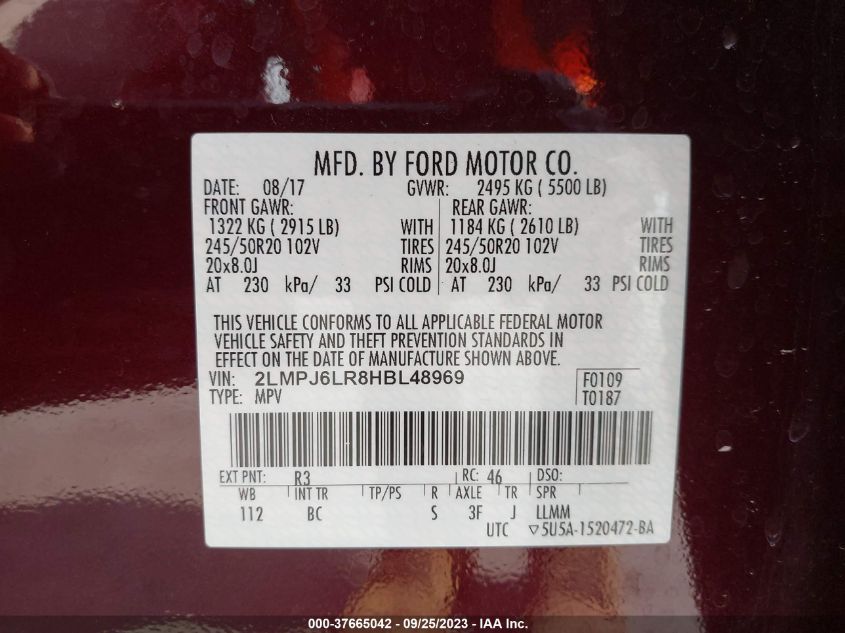 MFD. BY FORD MOTOR CO.
DATE: 08/17 GVWR: 2495 KG ( 5500 LB)
FRONT GAWR: REAR GAWR:
1322 KG ( 2915 LB) WITH 1184 KG ( 2610 LB) WITH
245/50R20 102V TIRES 245/50R20 102V TIRES
20x8.0J RIMS 20x8.0J RIMS
AT 230 kPa/ 33 PSI COLD AT 230 kPa/ 33 PSI COLD
THIS VEHICLE CONFORMS TO ALL APPLICABLE FEDERAL MOTOR
VEHICLE SAFETY AND THEFT PREVENTION STANDARDS IN
EFFECT ON THE DATE OF MANUFACTURE SHOWN ABOVE.
VIN: 2LMPJ6LR8HBL48969 F0109
TYPE: MPV T0187
EXT PNT: R3 RC: 46 DSO:
WB INT TR TP/PS R AXLE TR SPR
112 BC S 3F J LLMM
UTC ▽5U5A-1520472-BA
000-37665042 - 09/25/2023 - IAA Inc.